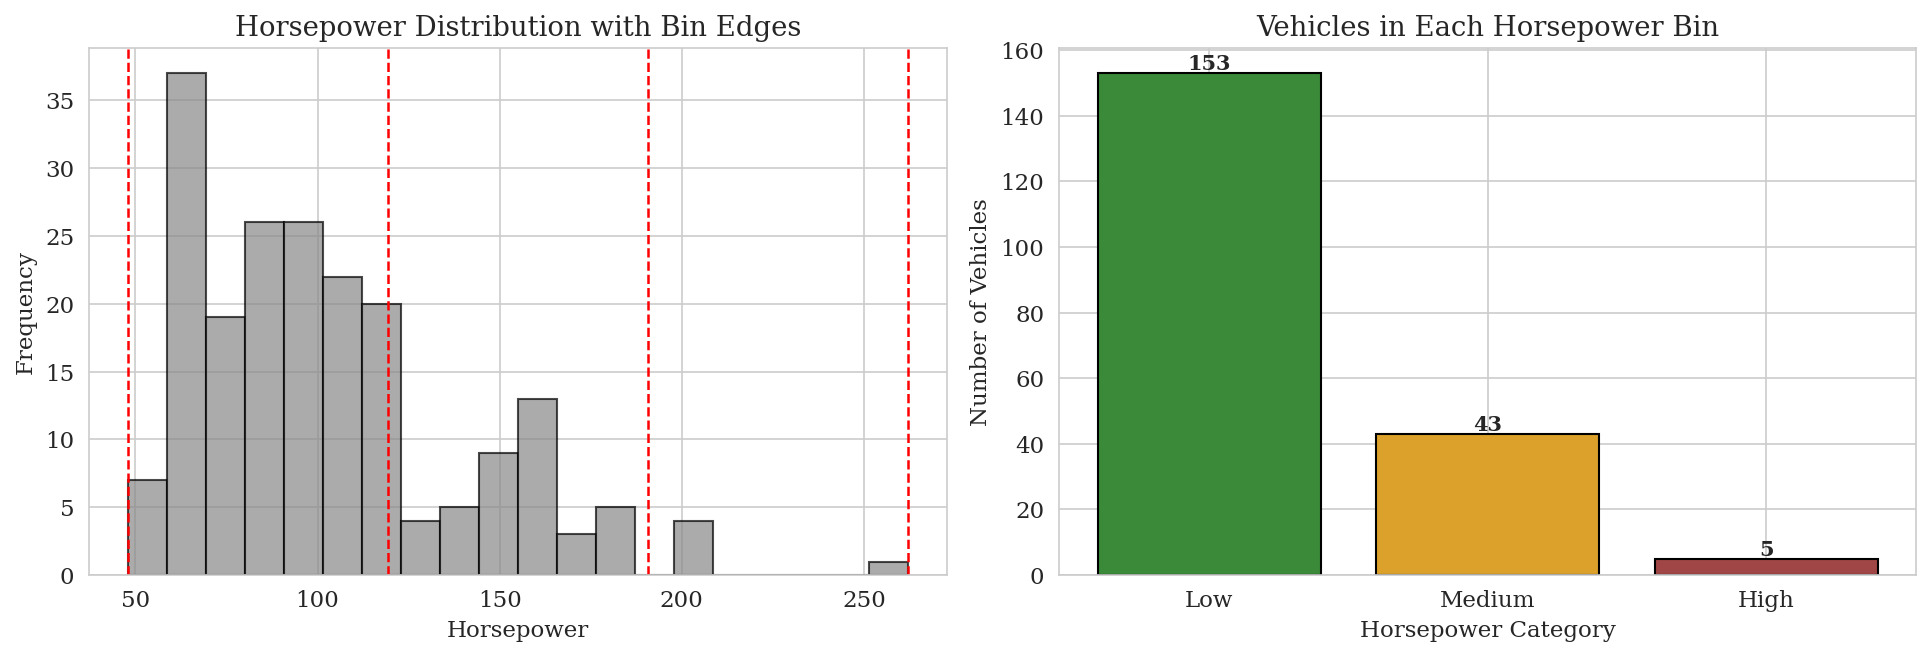 Horsepower Distribution with Bin Edges
Frequency
35
30
25
20
15
10
5
0
50 100 150 200 250
Horsepower
Vehicles in Each Horsepower Bin
Number of Vehicles
160
140
120
100
80
60
40
20
0
153
43
5
Low Medium High
Horsepower Category